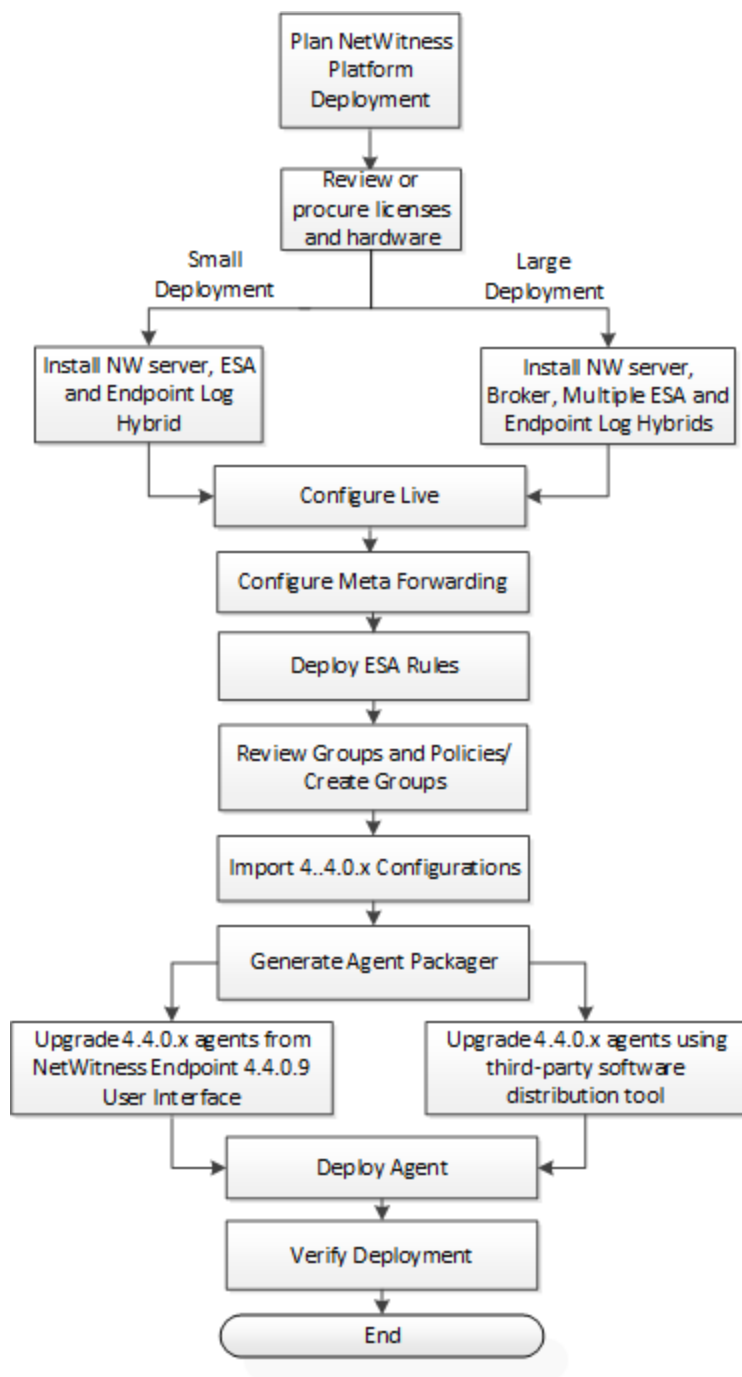 Plan NetWitness
Platform
Deployment
Review or
procure licenses
and hardware
Small
Deployment
Large
Deployment
Install NW server, ESA
and Endpoint Log
Hybrid
Install NW server,
Broker, Multiple ESA and
Endpoint Log Hybrids
Configure Live
Configure Meta Forwarding
Deploy ESA Rules
Review Groups and Policies/
Create Groups
Import 4..4.0.x Configurations
Generate Agent Packager
Upgrade 4.4.0.x agents from
NetWitness Endpoint 4.4.0.9
User Interface
Upgrade 4.4.0.x agents using
third-party software
distribution tool
Deploy Agent
Verify Deployment
End